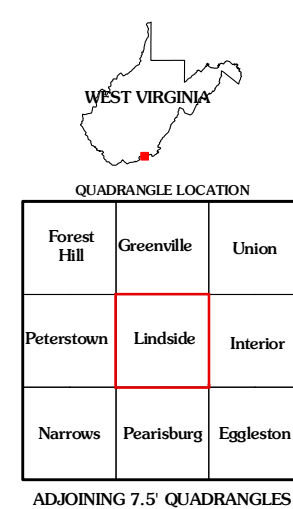 WEST VIRGINIA
QUADRANGLE LOCATION
Forest
Hill
Greenville
Union
Peterstown
Lindside
Interior
Narrows
Pearisburg
Eggleston
ADJOINING 7.5' QUADRANGLES